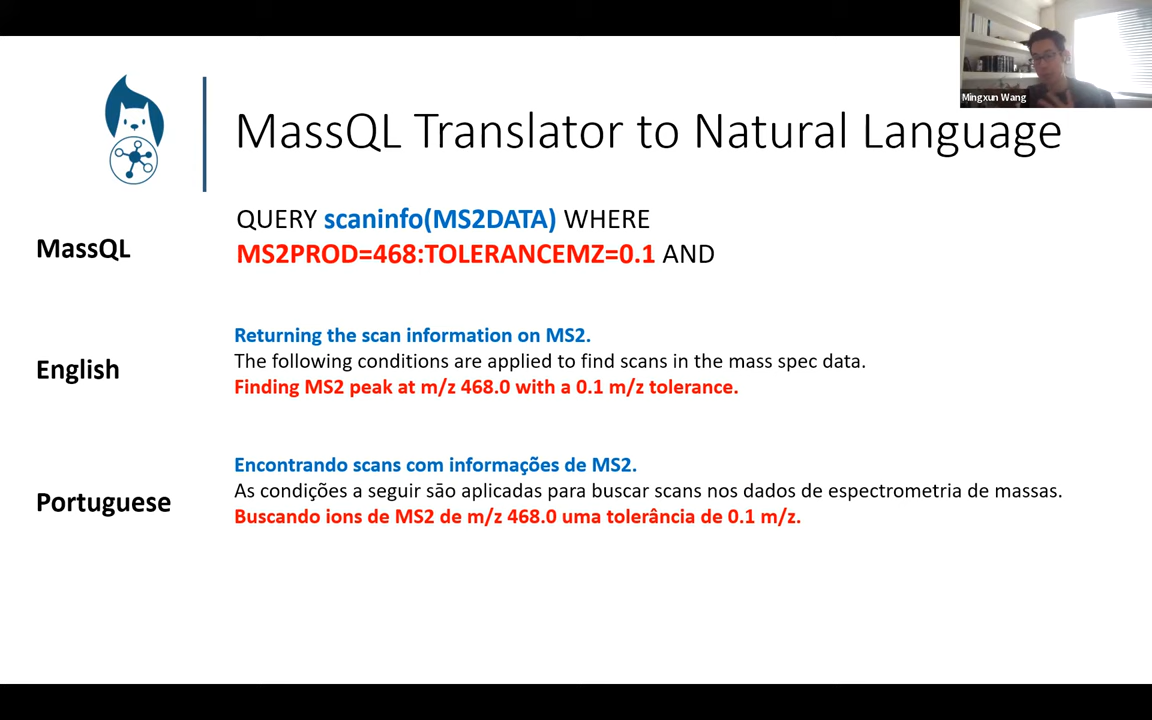 Mingxun Wang
MassQL Translator to Natural Language
MassQL
QUERY scaninfo(MS2DATA) WHERE
MS2PROD=468:TOLERANCEMZ=0.1 AND
English
Returning the scan information on MS2.
The following conditions are applied to find scans in the mass spec data.
Finding MS2 peak at m/z 468.0 with a 0.1 m/z tolerance.
Portuguese
Encontrando scans com informações de MS2.
As condições a seguir são aplicadas para buscar scans nos dados de espectrometria de massas.
Buscando ions de MS2 de m/z 468.0 uma tolerância de 0.1 m/z.